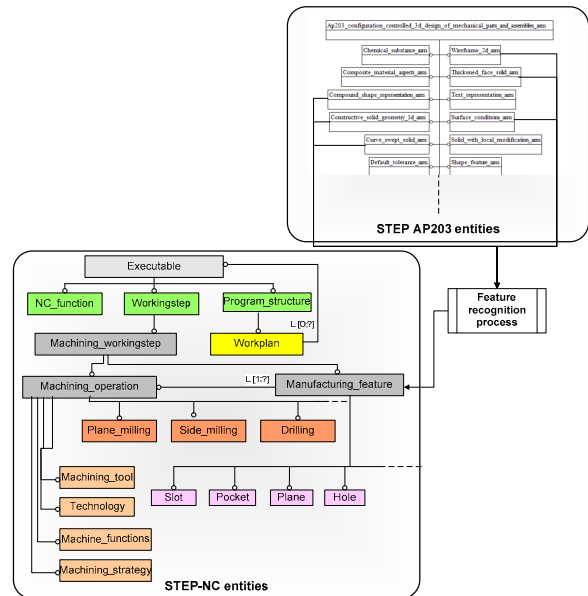 Ap203_configuration_controlled_3d_design_of_mechanical_parts_and_assemblies_arm
Chemical_substance_arm
Wireframe_2d_arm
Composite_material_aspects_arm
Thickened_face_solid_arm
Compound_shape_representation_arm
Text_representation_arm
Constructive_solid_geometry_3d_arm
Surface_conditions_arm
Curve_swept_solid_arm
Solid_with_local_modification_arm
Default_tolerance_arm
Shape_feature_arm
STEP AP203 entities
Executable
NC_function
Workingstep
Program_structure
L [0:?]
Feature
recognition
process
Machining_workingstep
Workplan
L [1:?]
Machining_operation
Manufacturing_feature
Plane_milling
Side_milling
Drilling
Machining_tool
Slot
Pocket
Plane
Hole
Technology
Machine_functions
Machining_strategy
STEP-NC entities